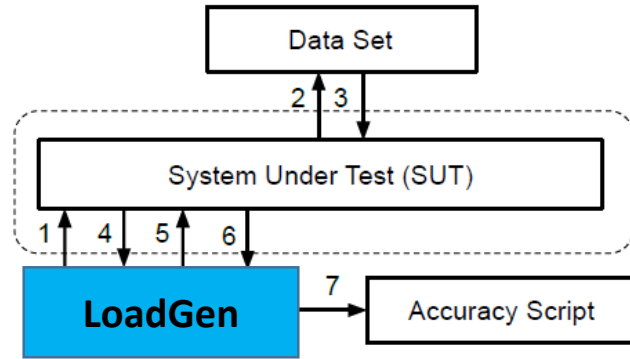 Data Set
2 3
System Under Test (SUT)
1 4 5 6
7
LoadGen
Accuracy Script